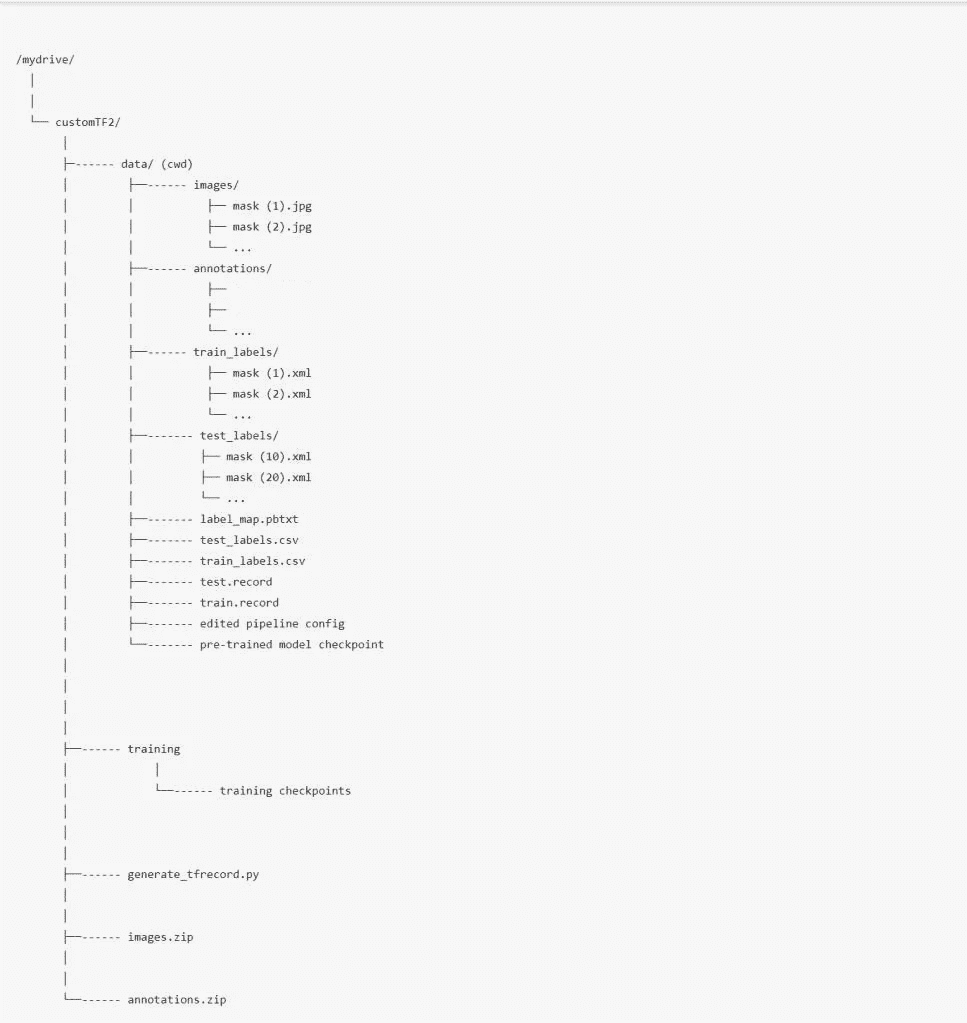 /mydrive/
customTF2/
data/ (cwd)
images/
mask (1).jpg
mask (2).jpg
...
annotations/
...
train_labels/
mask (1).xml
mask (2).xml
...
test_labels/
mask (10).xml
mask (20).xml
...
label_map.pbtxt
test_labels.csv
train_labels.csv
test.record
train.record
edited pipeline config
pre-trained model checkpoint
training
training checkpoints
generate_tfrecord.py
images.zip
annotations.zip